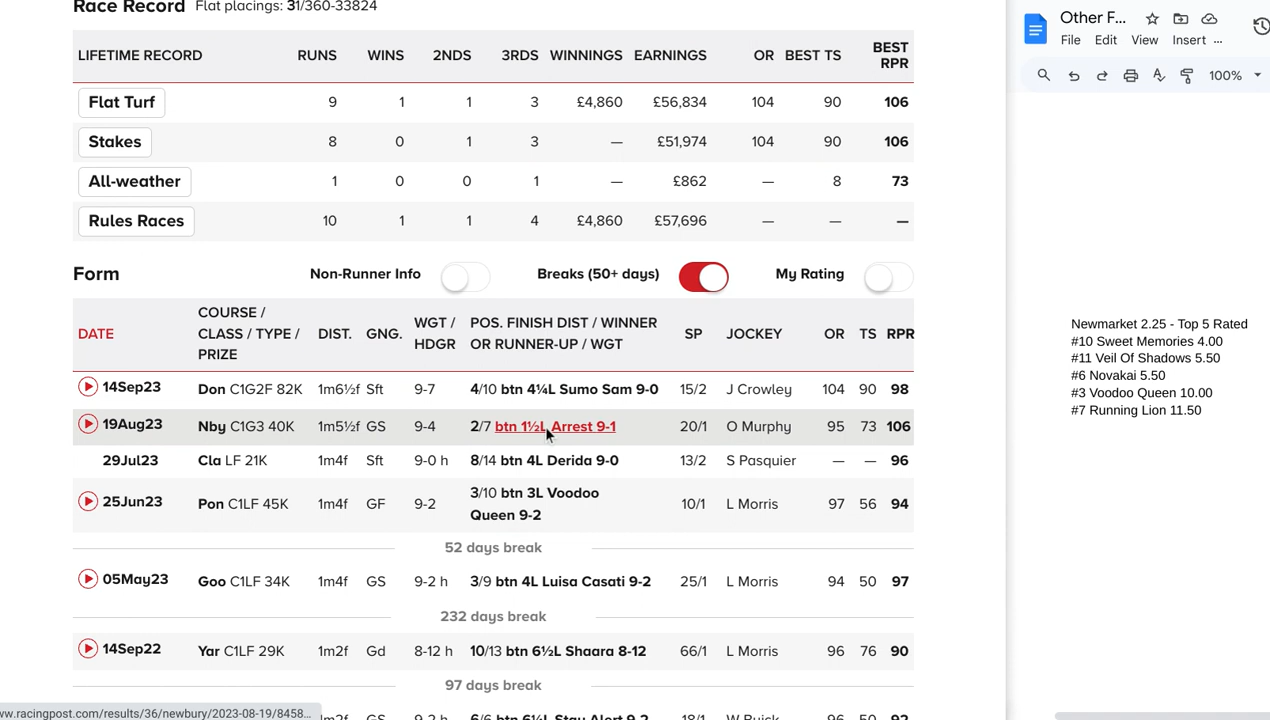 Race Record Flat placings: 31/360-33824
LIFETIME RECORD RUNS WINS 2NDS 3RDS WINNINGS EARNINGS OR BEST TS BEST RPR
Flat Turf 9 1 1 3 £4,860 £56,834 104 90 106
Stakes 8 0 1 3 — £51,974 104 90 106
All-weather 1 0 0 1 — £862 — 8 73
Rules Races 10 1 1 4 £4,860 £57,696 — — —
Form Non-Runner Info Breaks (50+ days) My Rating
DATE COURSE / CLASS / TYPE / PRIZE DIST. GNG. WGT / HDGR POS. FINISH DIST / WINNER OR RUNNER-UP / WGT SP JOCKEY OR TS RPR
14Sep23 Don C1G2F 82K 1m6½f Sft 9-7 4/10 btn 4¼L Sumo Sam 9-0 15/2 J Crowley 104 90 98
19Aug23 Nby C1G3 40K 1m5½f GS 9-4 2/7 btn 1½L Arrest 9-1 20/1 O Murphy 95 73 106
29Jul23 Cla LF 21K 1m4f Sft 9-0 h 8/14 btn 4L Derida 9-0 13/2 S Pasquier — — 96
25Jun23 Pon C1LF 45K 1m4f GF 9-2 3/10 btn 3L Voodoo Queen 9-2 10/1 L Morris 97 56 94
52 days break
05May23 Goo C1LF 34K 1m4f GS 9-2 h 3/9 btn 4L Luisa Casati 9-2 25/1 L Morris 94 50 97
232 days break
14Sep22 Yar C1LF 29K 1m2f Gd 8-12 h 10/13 btn 6½L Shaara 8-12 66/1 L Morris 96 76 90
97 days break
ww.racingpost.com/results/36/newbury/2023-08-19/8458...
Other F...
File Edit View Insert ...
100%
Newmarket 2.25 - Top 5 Rated
#10 Sweet Memories 4.00
#11 Veil Of Shadows 5.50
#6 Novakai 5.50
#3 Voodoo Queen 10.00
#7 Running Lion 11.50